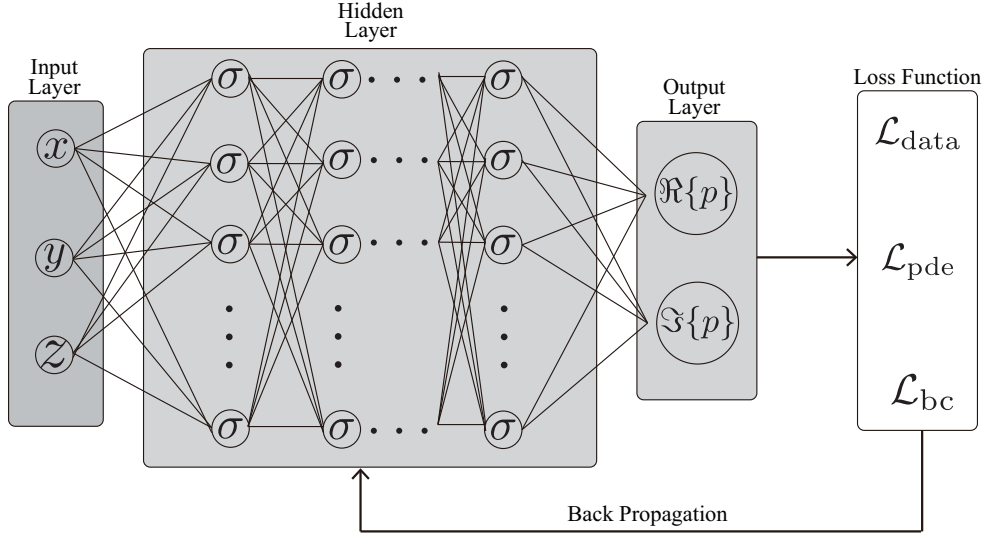 Hidden
Layer
Input
Layer
Output
Layer
Loss Function
x
y
z
σ σ · · · · σ
σ σ · · · · σ
σ σ · · · · σ
σ σ · · · · σ
ℜ{p}
ℑ{p}
ℒdata
ℒpde
ℒbc
Back Propagation